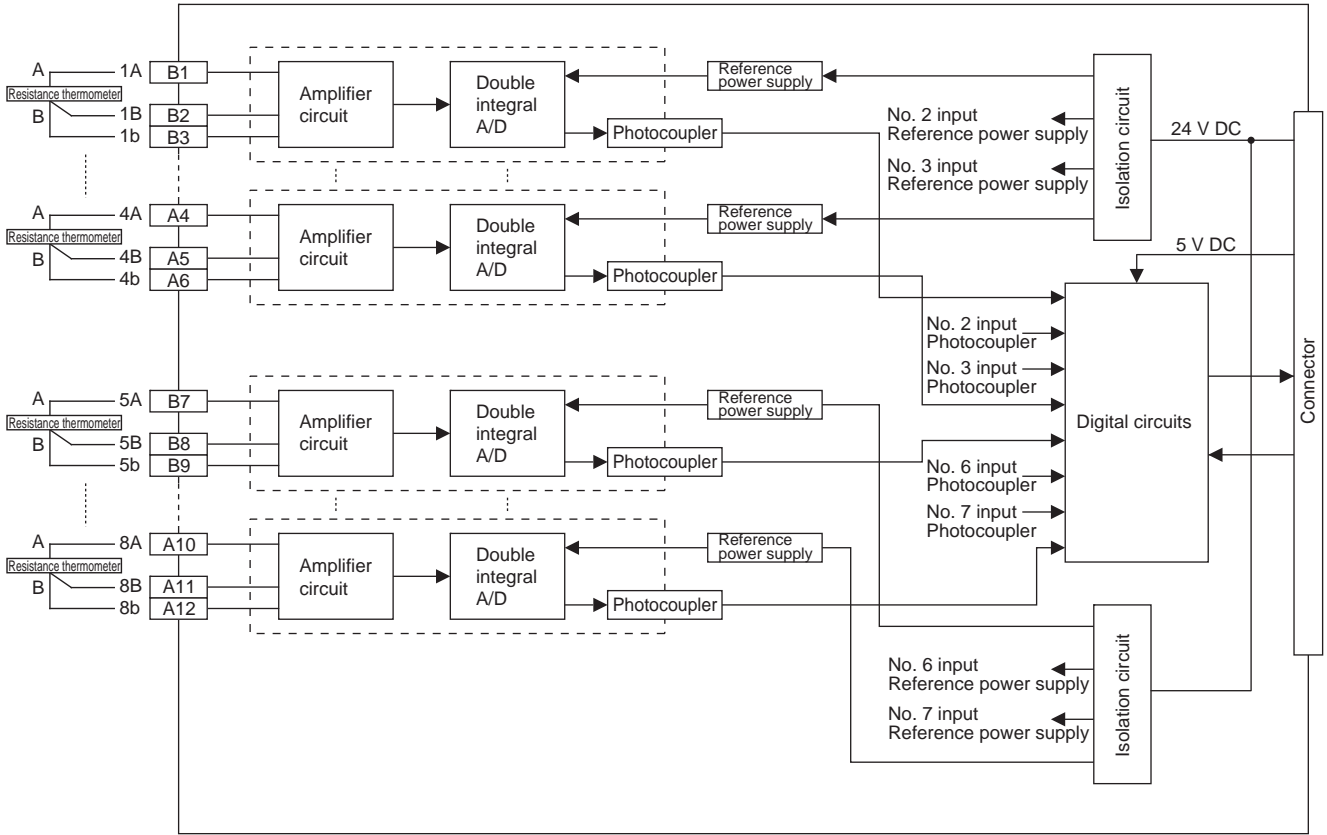 A
1A
B1
Resistance thermometer
B
1B
B2
1b
B3
Amplifier
circuit
Double
integral
A/D
Photocoupler
Reference
power supply
No. 2 input
Reference power supply
No. 3 input
Reference power supply
Isolation circuit
24 V DC
A
4A
A4
Resistance thermometer
B
4B
A5
4b
A6
Amplifier
circuit
Double
integral
A/D
Photocoupler
Reference
power supply
5 V DC
No. 2 input
Photocoupler
No. 3 input
Photocoupler
Digital circuits
Connector
A
5A
B7
Resistance thermometer
B
5B
B8
5b
B9
Amplifier
circuit
Double
integral
A/D
Photocoupler
Reference
power supply
No. 6 input
Photocoupler
No. 7 input
Photocoupler
A
8A
A10
Resistance thermometer
B
8B
A11
8b
A12
Amplifier
circuit
Double
integral
A/D
Photocoupler
Reference
power supply
No. 6 input
Reference power supply
No. 7 input
Reference power supply
Isolation circuit